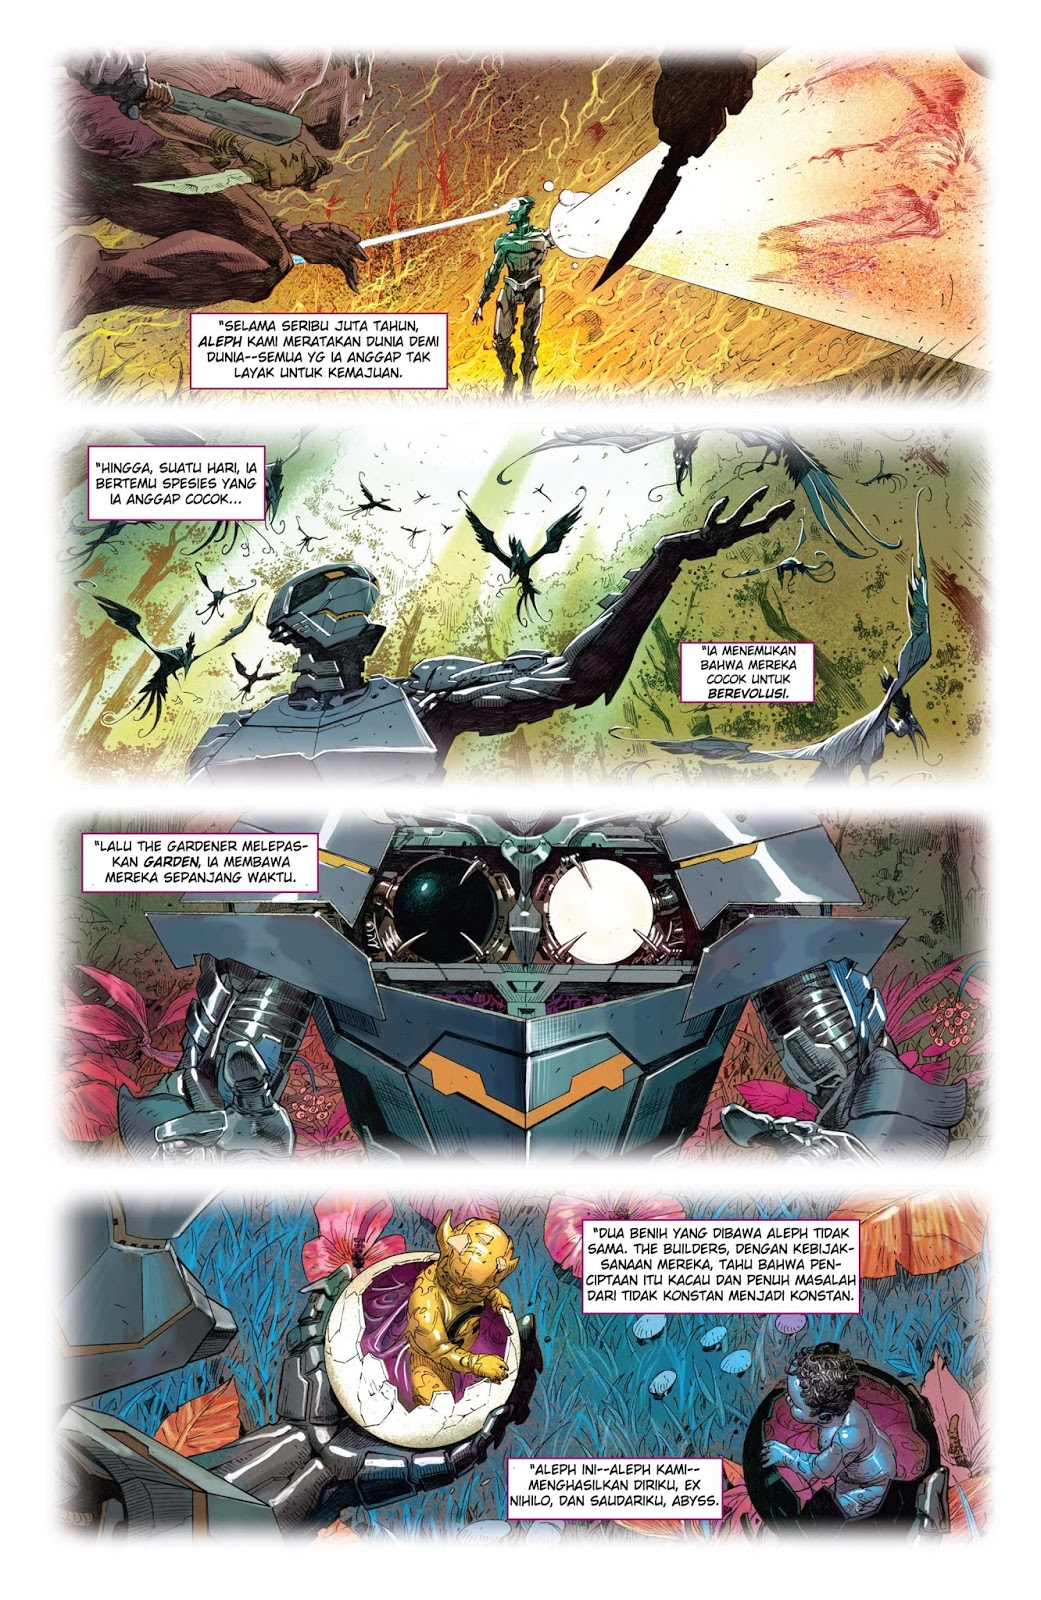 "SELAMA SERIBU JUTA TAHUN,
ALEPH KAMI MERATAKAN DUNIA DEMI
DUNIA--SEMUA YG IA ANGGAP TAK
LAYAK UNTUK KEMAJUAN.
"HINGGA, SUATU HARI, IA
BERTEMU SPESIES YANG
IA ANGGAP COCOK...
"IA MENEMUKAN
BAHWA MEREKA
COCOK UNTUK
BEREVOLUSI.
"LALU THE GARDENER MELEPAS-
KAN GARDEN, IA MEMBAWA
MEREKA SEPANJANG WAKTU.
"DUA BENIH YANG DIBAWA ALEPH TIDAK
SAMA. THE BUILDERS, DENGAN KEBIJAK-
SANAAN MEREKA, TAHU BAHWA PEN-
CIPTAAN ITU KACAU DAN PENUH MASALAH
DARI TIDAK KONSTAN MENJADI KONSTAN.
"ALEPH INI--ALEPH KAMI--
MENGHASILKAN DIRIKU, EX
NIHILO, DAN SAUDARIKU, ABYSS.